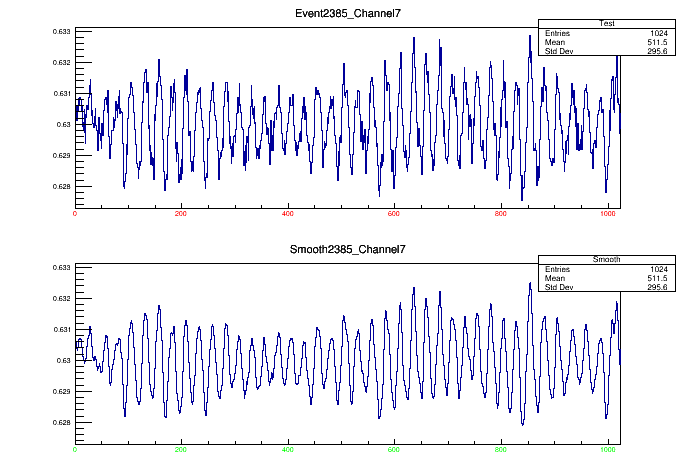 Event2385_Channel7
Test
Entries 1024
Mean 511.5
Std Dev 295.6
0.633
0.632
0.631
0.63
0.629
0.628
0 200 400 600 800 1000
Smooth2385_Channel7
Smooth
Entries 1024
Mean 511.5
Std Dev 295.6
0.633
0.632
0.631
0.63
0.629
0.628
0 200 400 600 800 1000